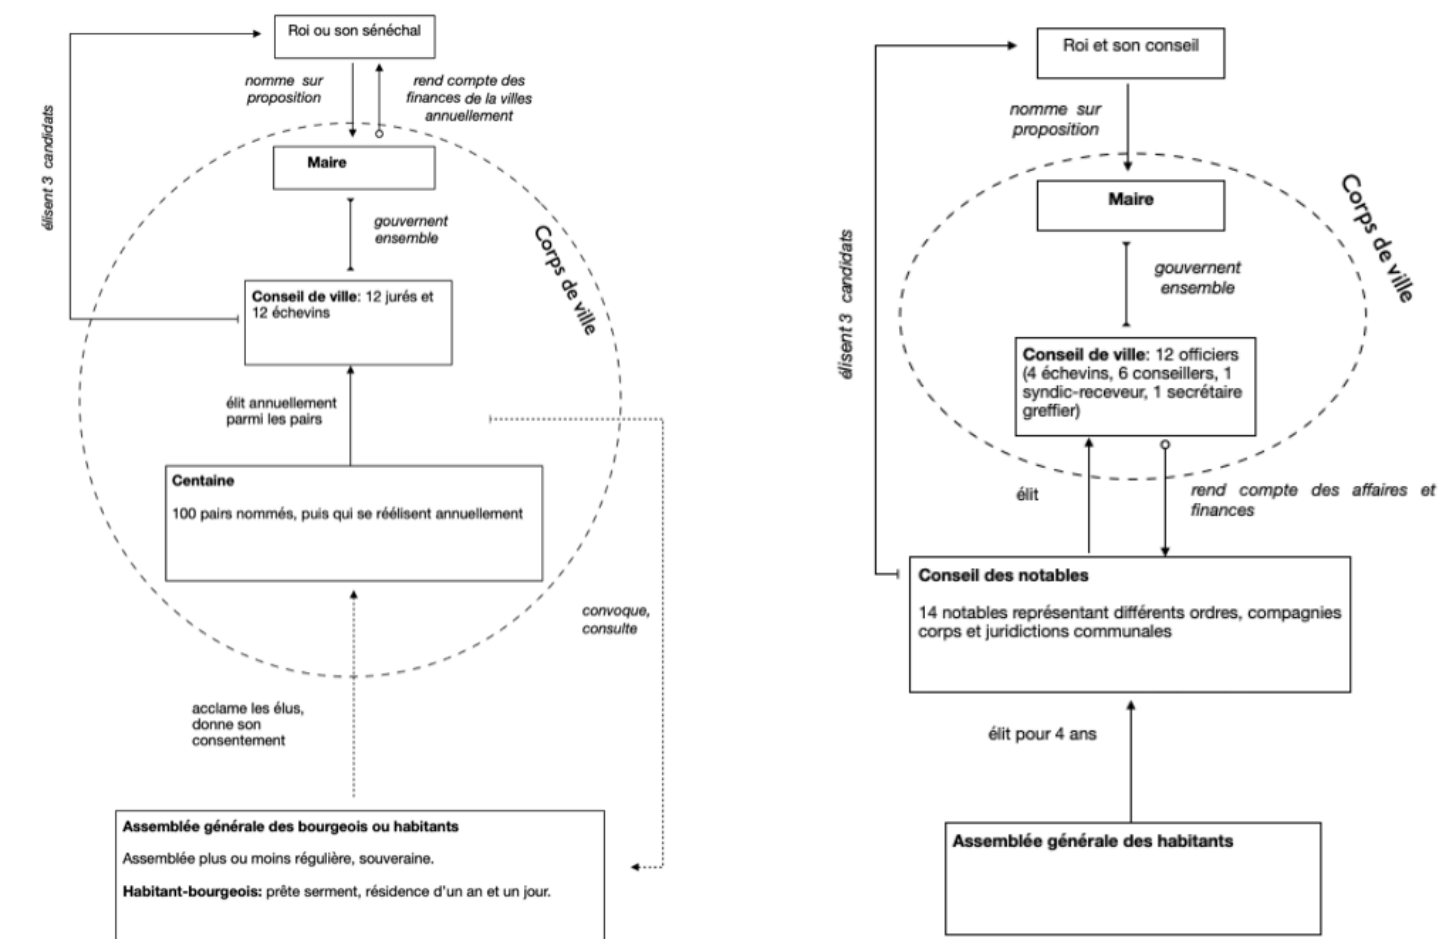 Roi ou son sénéchal
nomme sur
proposition
rend compte des
finances de la villes
annuellement
élisent 3 candidats
Maire
gouvernent
ensemble
Corps de ville
Conseil de ville: 12 jurés et
12 échevins
élit annuellement
parmi les pairs
Centaine
100 pairs nommés, puis qui se réélisent annuellement
convoque,
consulte
acclame les élus,
donne son
consentement
Assemblée générale des bourgeois ou habitants
Assemblée plus ou moins régulière, souveraine.
Habitant-bourgeois: prête serment, résidence d'un an et un jour.
Roi et son conseil
nomme sur
proposition
Corps de ville
Maire
élisent 3 candidats
gouvernent
ensemble
Conseil de ville: 12 officiers
(4 échevins, 6 conseillers, 1
syndic-receveur, 1 secrétaire
greffier)
élit
rend compte des affaires et
finances
Conseil des notables
14 notables représentant différents ordres, compagnies
corps et juridictions communales
élit pour 4 ans
Assemblée générale des habitants